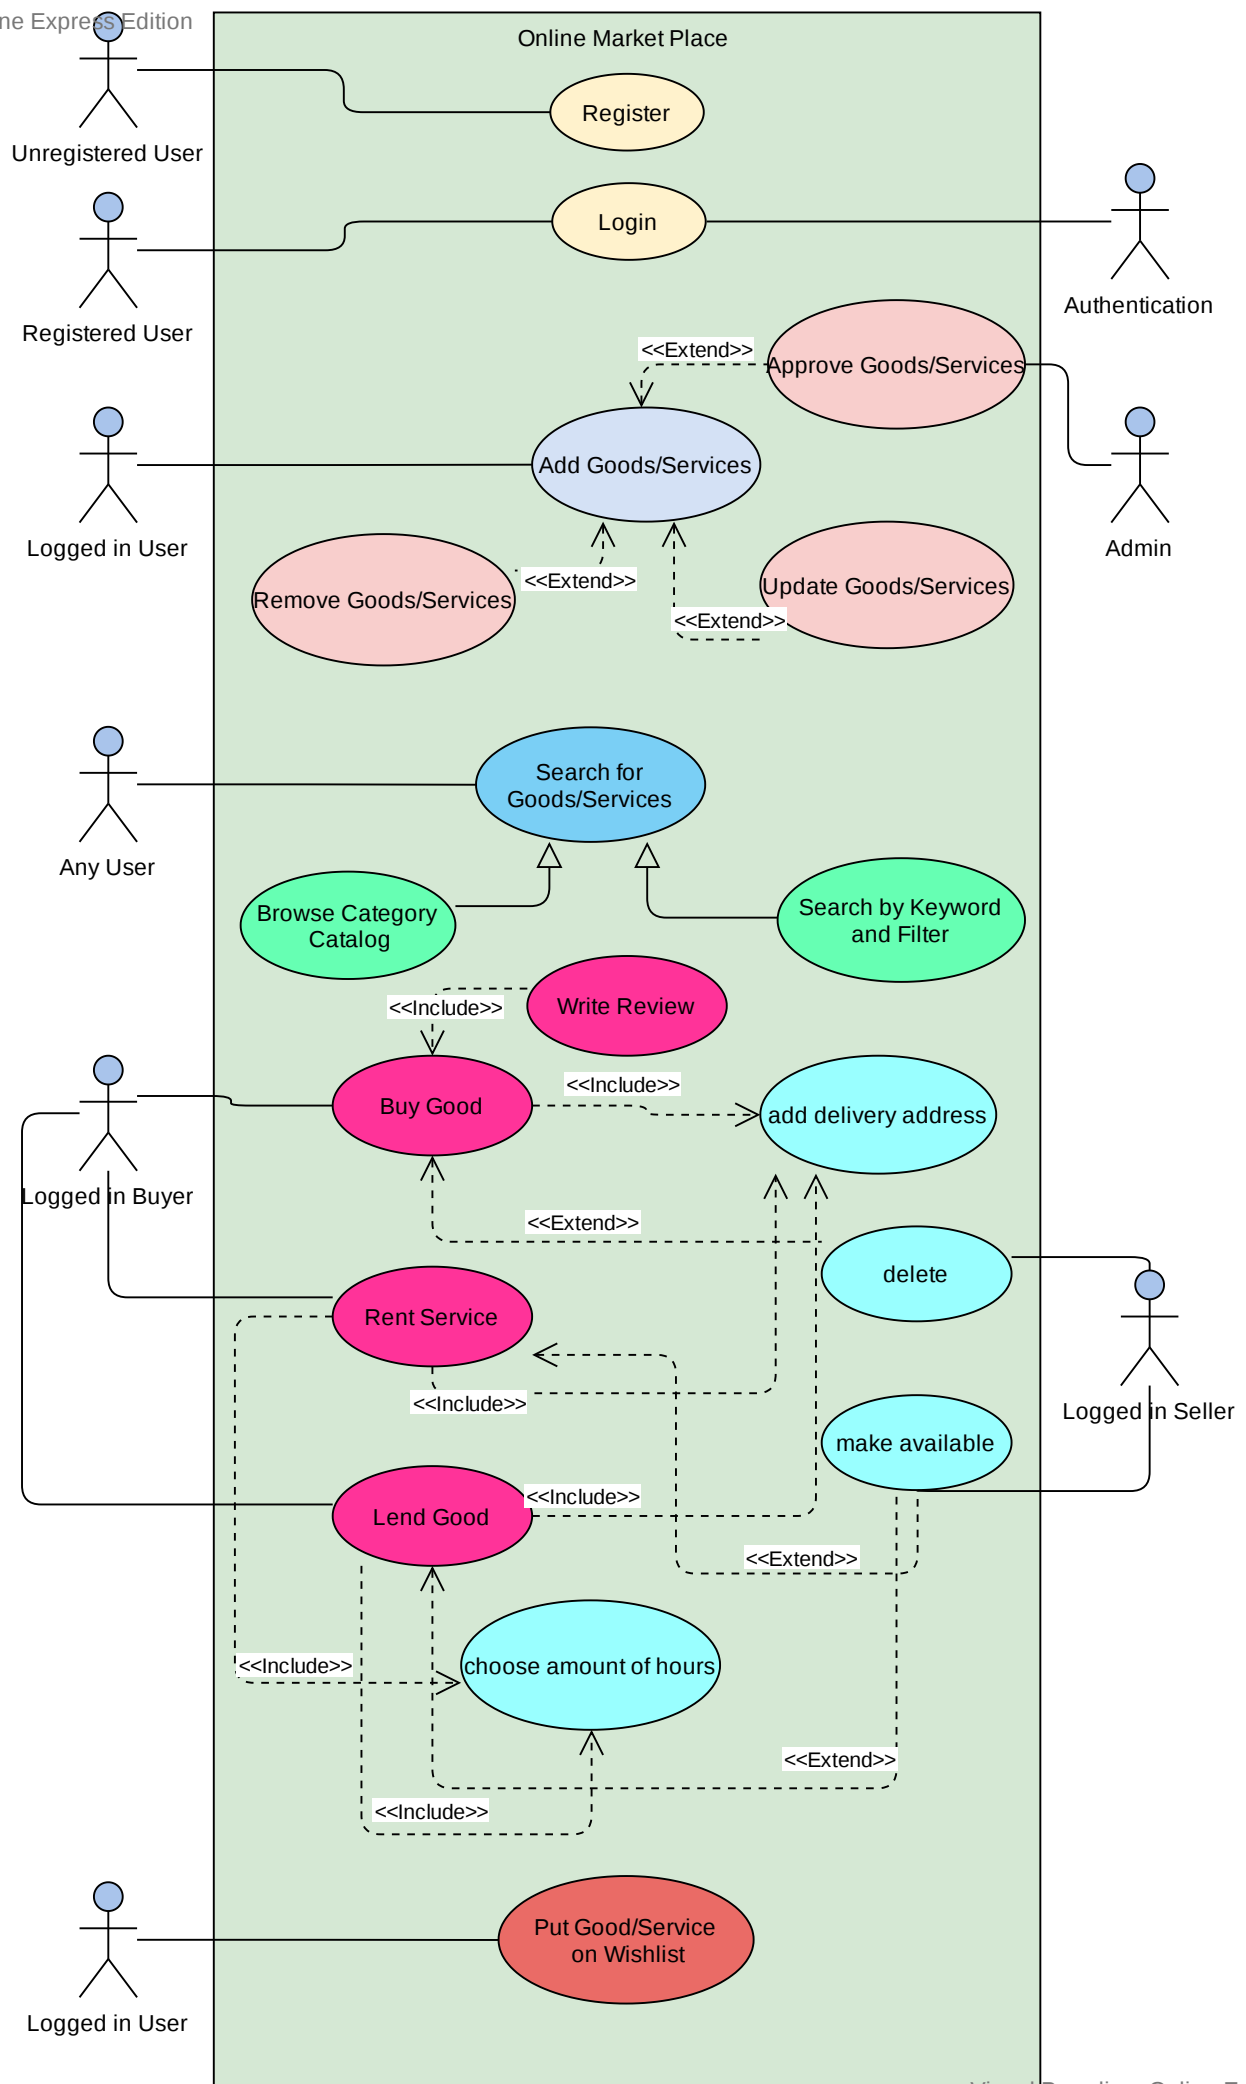 ne Express Edition
Online Market Place
Register
Unregistered User
Login
Registered User
Authentication
<<Extend>>
Approve Goods/Services
Add Goods/Services
Logged in User
Admin
Remove Goods/Services
<<Extend>>
Update Goods/Services
<<Extend>>
Search for
Goods/Services
Any User
Browse Category
Catalog
Search by Keyword
and Filter
<<Include>>
Write Review
Buy Good
<<Include>>
add delivery address
Logged in Buyer
<<Extend>>
delete
Rent Service
<<Include>>
Logged in Seller
make available
<<Include>>
Lend Good
<<Extend>>
<<Include>>
choose amount of hours
<<Extend>>
<<Include>>
Put Good/Service
on Wishlist
Logged in User